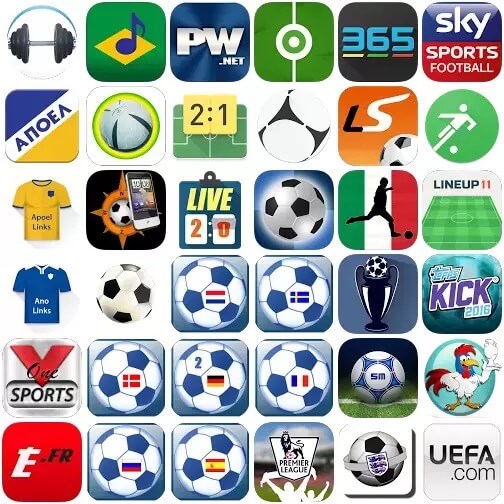 PW
.NET
365
sky
SPORTS
FOOTBALL
ΑΠΟΕΛ
2:1
LS
Apoel
Links
LIVE
2:0
LINEUP 11
Ano
Links
TOPPS
KICK
2016
V
One
SPORTS
2
SM
É-FR
PREMIER
LEAGUE
UEFA
.com